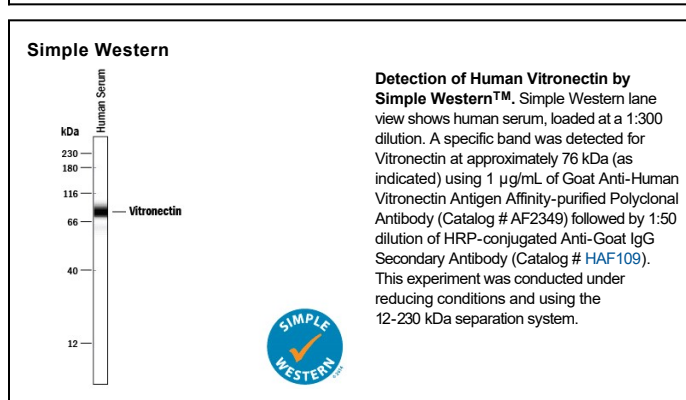 Simple Western
Human Serum
kDa
230
180
116
Vitronectin
66
40
12
SIMPLE
WESTERN
Detection of Human Vitronectin by
Simple Western™. Simple Western lane
view shows human serum, loaded at a 1:300
dilution. A specific band was detected for
Vitronectin at approximately 76 kDa (as
indicated) using 1 µg/mL of Goat Anti-Human
Vitronectin Antigen Affinity-purified Polyclonal
Antibody (Catalog # AF2349) followed by 1:50
dilution of HRP-conjugated Anti-Goat IgG
Secondary Antibody (Catalog # HAF109).
This experiment was conducted under
reducing conditions and using the
12-230 kDa separation system.